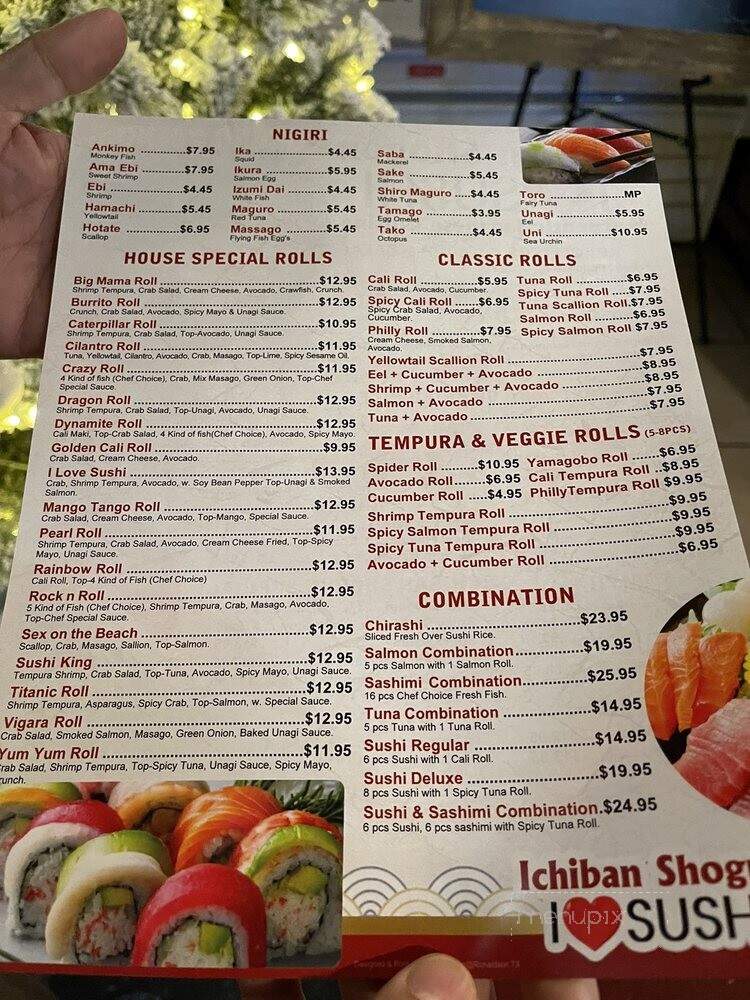 NIGIRI
Ankimo ..............$7.95
Monkey Fish
Ama Ebi ............$7.95
Sweet Shrimp
Ebi ....................$4.45
Shrimp
Hamachi ...........$5.45
Yellowtail
Hotate ..............$6.95
Scallop
Ika .....................$4.45
Squid
Ikura .................$5.95
Salmon Egg
Izumi Dai ..........$4.45
White Fish
Maguro .............$5.45
Red Tuna
Massago ..........$5.45
Flying Fish Egg's
Saba ..................$4.45
Mackerel
Sake ..................$5.45
Salmon
Shiro Maguro ....$4.45
White Tuna
Tamago ............$3.95
Egg Omelet
Tako .................$4.45
Octopus
Toro ....................MP
Fairy Tuna
Unagi ................$5.95
Eel
Uni ..................$10.95
Sea Urchin
HOUSE SPECIAL ROLLS
Big Mama Roll ....................................$12.95
Shrimp Tempura, Crab Salad, Cream Cheese, Avocado, Crawfish, Crunch.
Burrito Roll ........................................$12.95
Crunch, Crab Salad, Avocado, Spicy Mayo & Unagi Sauce.
Caterpillar Roll ...................................$10.95
Shrimp Tempura, Crab Salad, Top-Avocado, Unagi Sauce.
Cilantro Roll .......................................$11.95
Tuna, Yellowtail, Cilantro, Avocado, Crab, Masago, Top-Lime, Spicy Sesame Oil.
Crazy Roll ..........................................$11.95
4 Kind of fish (Chef Choice), Crab, Mix Masago, Green Onion, Top-Chef
Special Sauce.
Dragon Roll ........................................$12.95
Shrimp Tempura, Crab Salad, Top-Unagi, Avocado, Unagi Sauce.
Dynamite Roll .....................................$12.95
Cali Maki, Top-Crab Salad, 4 Kind of fish(Chef Choice), Avocado, Spicy Mayo.
Golden Cali Roll ...................................$9.95
Crab Salad, Cream Cheese, Avocado.
I Love Sushi .......................................$13.95
Crab, Shrimp Tempura, Avocado, w. Soy Bean Pepper Top-Unagi & Smoked
Salmon.
Mango Tango Roll ................................$12.95
Crab Salad, Cream Cheese, Avocado, Top-Mango, Special Sauce.
Pearl Roll ...........................................$11.95
Shrimp Tempura, Crab Salad, Avocado, Cream Cheese Fried, Top-Spicy
Mayo, Unagi Sauce.
Rainbow Roll ......................................$12.95
Cali Roll, Top-4 Kind of Fish (Chef Choice)
Rock n Roll ........................................$12.95
5 Kind of Fish (Chef Choice), Shrimp Tempura, Crab, Masago, Avocado,
Top-Chef Special Sauce.
Sex on the Beach ................................$12.95
Scallop, Crab, Masago, Sallion, Top-Salmon.
Sushi King .........................................$12.95
Tempura Shrimp, Crab Salad, Top-Tuna, Avocado, Spicy Mayo, Unagi Sauce.
Titanic Roll ........................................$12.95
Shrimp Tempura, Asparagus, Spicy Crab, Top-Salmon, w. Special Sauce.
Vigara Roll .........................................$12.95
Crab Salad, Smoked Salmon, Masago, Green Onion, Baked Unagi Sauce.
Yum Yum Roll ....................................$11.95
Crab Salad, Shrimp Tempura, Top-Spicy Tuna, Unagi Sauce, Spicy Mayo,
runch.
CLASSIC ROLLS
Cali Roll ...............$5.95
Crab Salad, Avocado, Cucumber.
Spicy Cali Roll ......$6.95
Spicy Crab Salad, Avocado,
Cucumber.
Philly Roll .............$7.95
Cream Cheese, Smoked Salmon,
Avocado.
Tuna Roll ..............$6.95
Spicy Tuna Roll .....$7.95
Tuna Scallion Roll.$7.95
Salmon Roll ..........$6.95
Spicy Salmon Roll $7.95
Yellowtail Scallion Roll .............................$7.95
Eel + Cucumber + Avocado .......................$8.95
Shrimp + Cucumber + Avocado ..................$8.95
Salmon + Avocado ...................................$7.95
Tuna + Avocado ......................................$7.95
TEMPURA & VEGGIE ROLLS (5-8PCS)
Spider Roll .........$10.95
Avocado Roll.........$6.95
Cucumber Roll .....$4.95
Yamagobo Roll ......$6.95
Cali Tempura Roll ..$8.95
PhillyTempura Roll $9.95
Shrimp Tempura Roll ...............................$9.95
Spicy Salmon Tempura Roll ......................$9.95
Spicy Tuna Tempura Roll ..........................$9.95
Avocado + Cucumber Roll ........................$6.95
COMBINATION
Chirashi ...............................$23.95
Sliced Fresh Over Sushi Rice.
Salmon Combination..............$19.95
5 pcs Salmon with 1 Salmon Roll.
Sashimi Combination.............$25.95
16 pcs Chef Choice Fresh Fish.
Tuna Combination .................$14.95
5 pcs Tuna with 1 Tuna Roll.
Sushi Regular .......................$14.95
6 pcs Sushi with 1 Cali Roll.
Sushi Deluxe .........................$19.95
8 pcs Sushi with 1 Spicy Tuna Roll.
Sushi & Sashimi Combination.$24.95
6 pcs Sushi, 6 pcs sashimi with Spicy Tuna Roll.
Ichiban Shogu
I SUSH
menupix